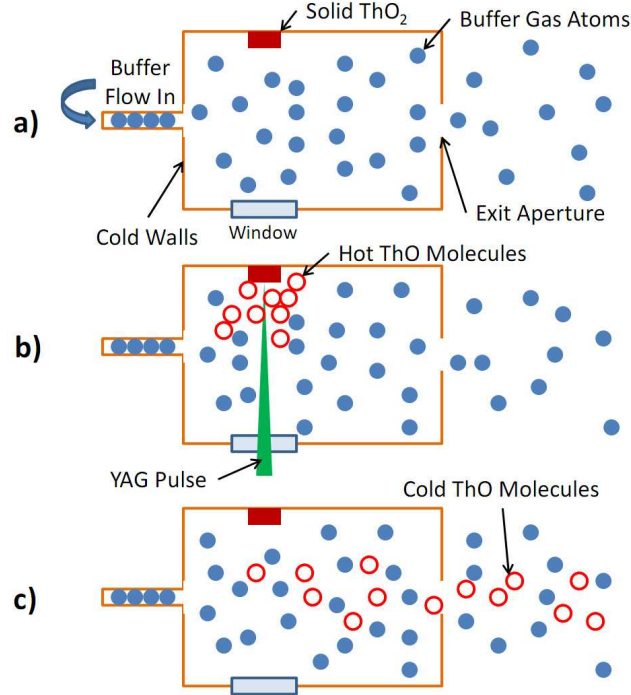 Solid ThO₂
Buffer Gas Atoms
Buffer
Flow In
a)
Cold Walls
Window
Exit Aperture
Hot ThO Molecules
b)
YAG Pulse
Cold ThO Molecules
c)